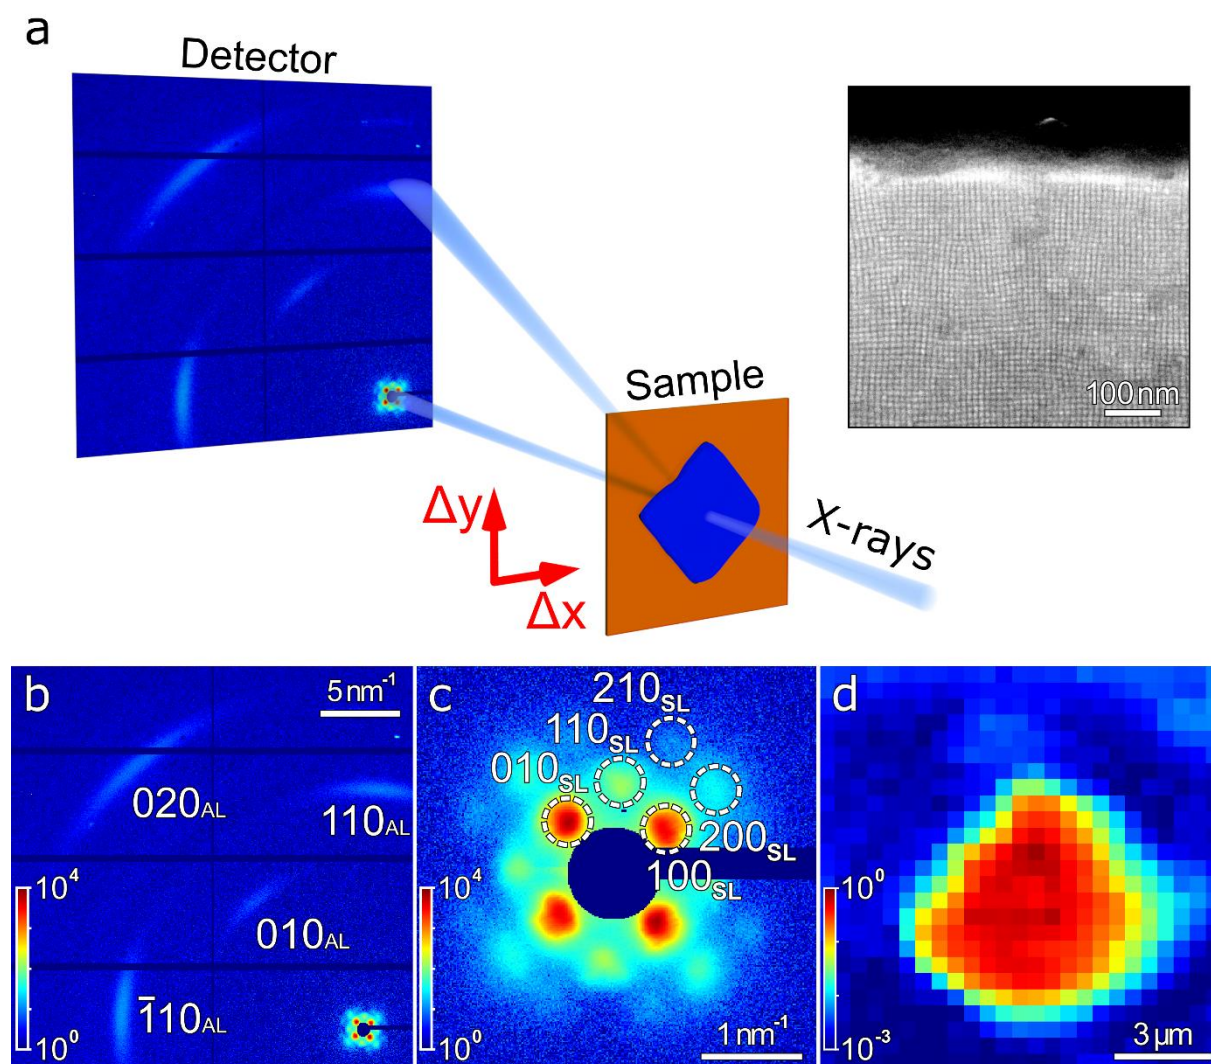 a
Detector
Sample
X-rays
Δy
Δx
100 nm
b
5 nm⁻¹
020AL
110AL
010AL
1̅10AL
10⁴
10⁰
c
210SL
110SL
010SL
200SL
100SL
10⁴
10⁰
1 nm⁻¹
d
10⁰
10⁻³
3 µm